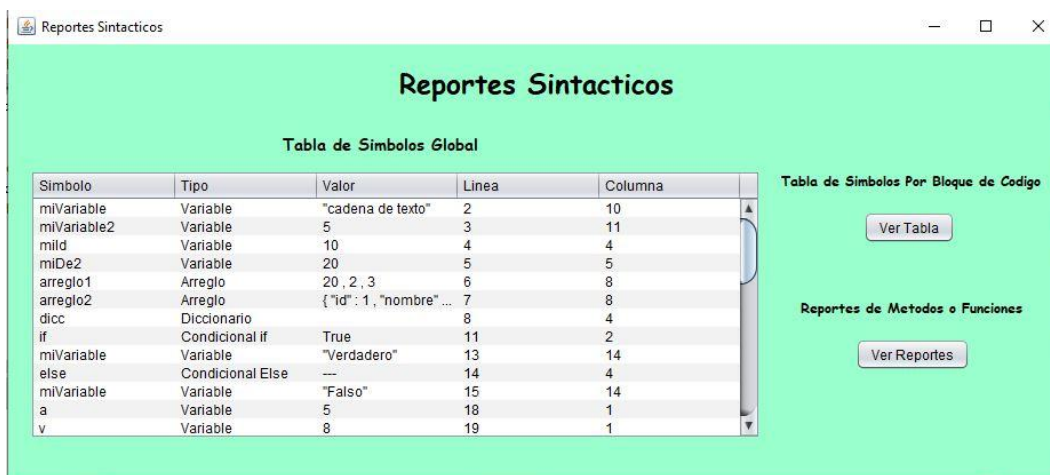 Reportes Sintacticos
Reportes Sintacticos
Tabla de Simbolos Global
Simbolo Tipo Valor Linea Columna
miVariable Variable "cadena de texto" 2 10
miVariable2 Variable 5 3 11
miId Variable 10 4 4
miDe2 Variable 20 5 5
arreglo1 Arreglo 20 , 2 , 3 6 8
arreglo2 Arreglo { "id" : 1 , "nombre" ... 7 8
dicc Diccionario 8 4
if Condicional if True 11 2
miVariable Variable "Verdadero" 13 14
else Condicional Else --- 14 4
miVariable Variable "Falso" 15 14
a Variable 5 18 1
v Variable 8 19 1
Tabla de Simbolos Por Bloque de Codigo
Ver Tabla
Reportes de Metodos o Funciones
Ver Reportes